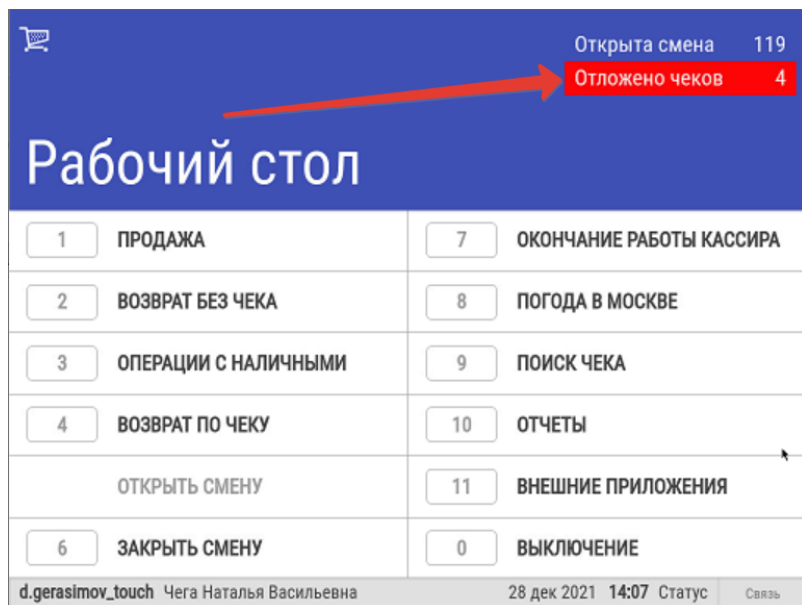 Открыта смена 119
Отложено чеков 4
Рабочий стол
1 ПРОДАЖА
2 ВОЗВРАТ БЕЗ ЧЕКА
3 ОПЕРАЦИИ С НАЛИЧНЫМИ
4 ВОЗВРАТ ПО ЧЕКУ
ОТКРЫТЬ СМЕНУ
6 ЗАКРЫТЬ СМЕНУ
7 ОКОНЧАНИЕ РАБОТЫ КАССИРА
8 ПОГОДА В МОСКВЕ
9 ПОИСК ЧЕКА
10 ОТЧЕТЫ
11 ВНЕШНИЕ ПРИЛОЖЕНИЯ
0 ВЫКЛЮЧЕНИЕ
d.gerasimov_touch Чега Наталья Васильевна 28 дек 2021 14:07 Статус Связь